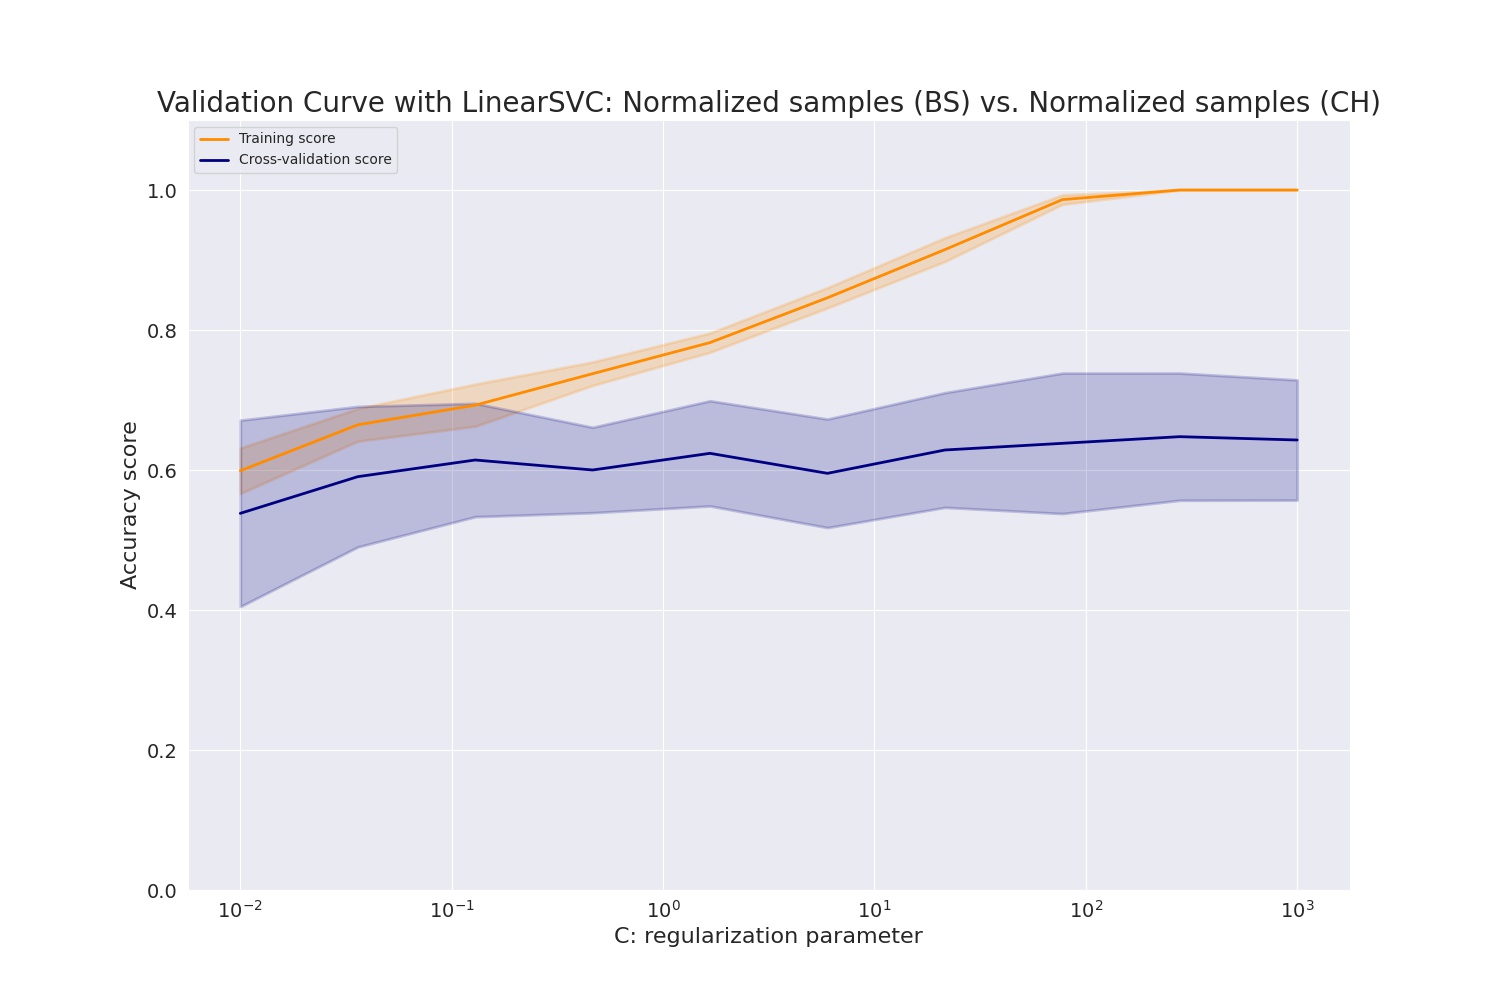 Validation Curve with LinearSVC: Normalized samples (BS) vs. Normalized samples (CH)
Training score
Cross-validation score
1.0
0.8
0.6
0.4
0.2
0.0
Accuracy score
10⁻² 10⁻¹ 10⁰ 10¹ 10² 10³
C: regularization parameter